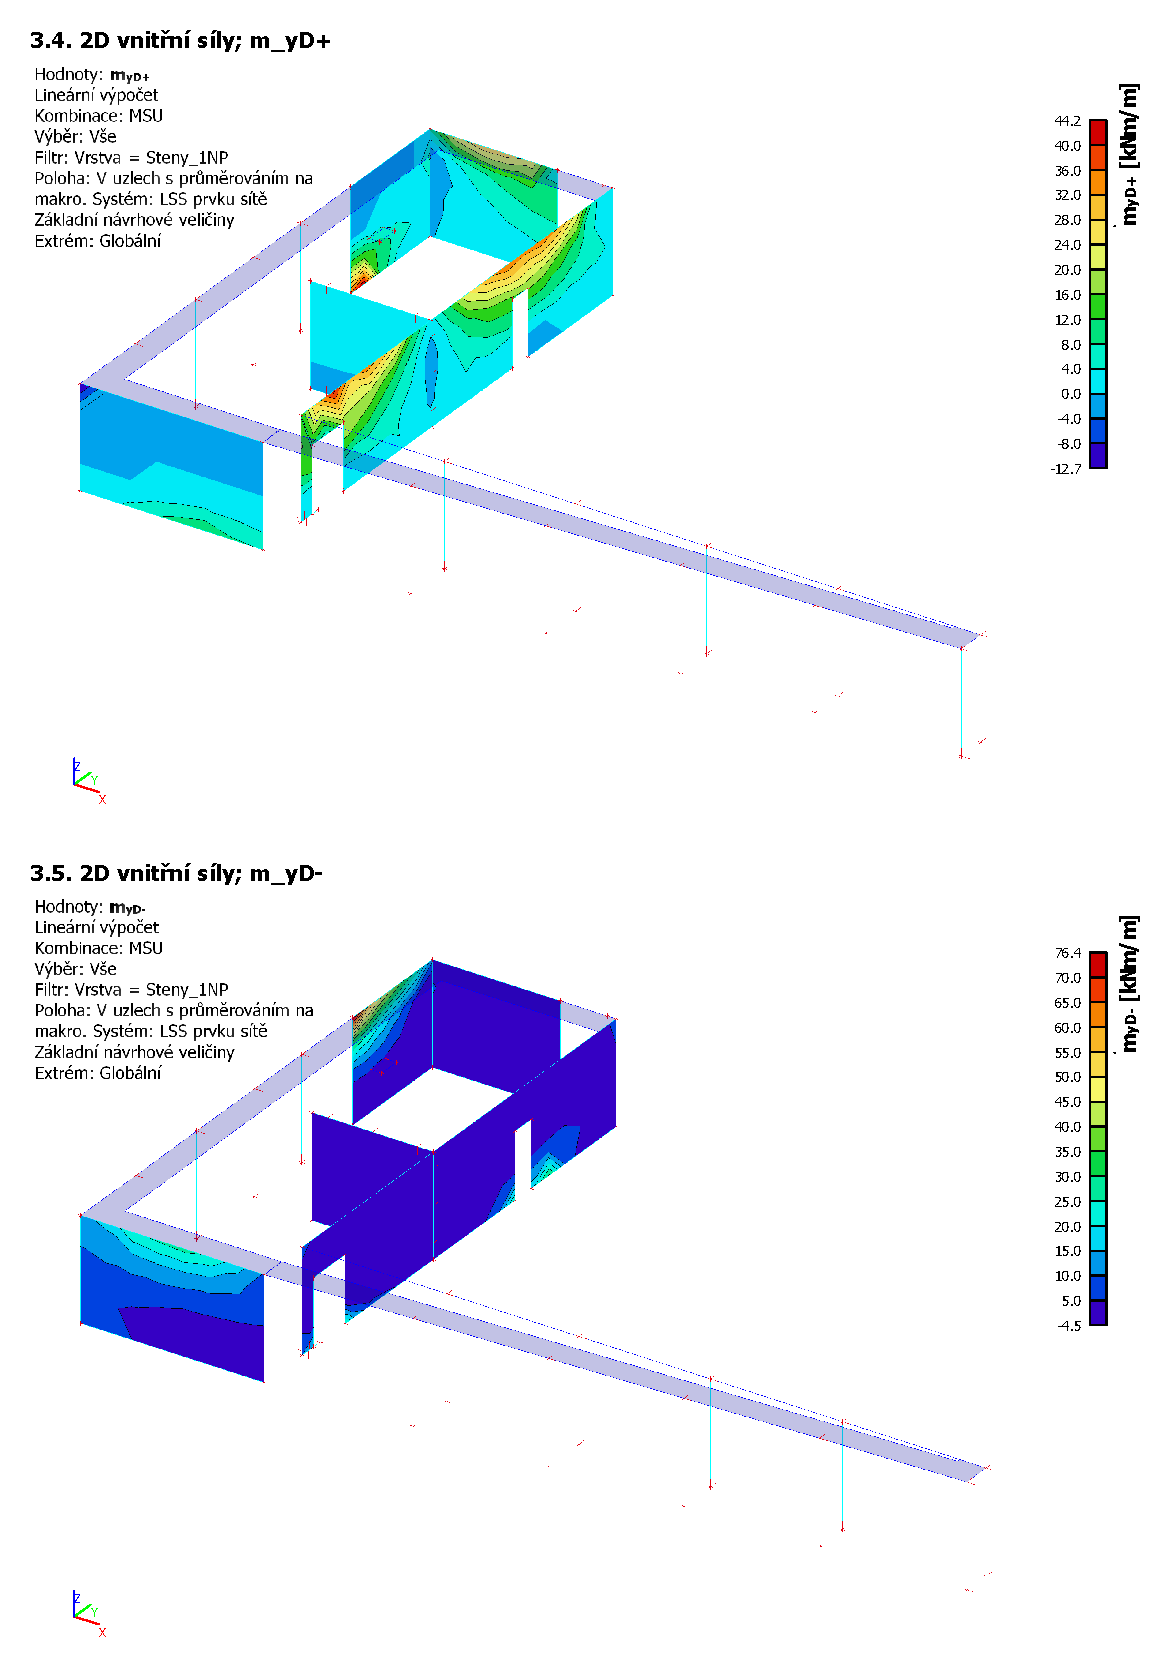 3.4. 2D vnitřní síly; m_yD+
Hodnoty: myD+
Lineární výpočet
Kombinace: MSU
Výběr: Vše
Filtr: Vrstva = Steny_1NP
Poloha: V uzlech s průměrováním na
makro. Systém: LSS prvku sítě
Základní návrhové veličiny
Extrém: Globální
44.2
40.0
36.0
32.0
28.0
24.0
20.0
16.0
12.0
8.0
4.0
0.0
-4.0
-8.0
-12.7
myD+ [kNm/m]
Z
Y
X
3.5. 2D vnitřní síly; m_yD-
Hodnoty: myD-
Lineární výpočet
Kombinace: MSU
Výběr: Vše
Filtr: Vrstva = Steny_1NP
Poloha: V uzlech s průměrováním na
makro. Systém: LSS prvku sítě
Základní návrhové veličiny
Extrém: Globální
76.4
70.0
65.0
60.0
55.0
50.0
45.0
40.0
35.0
30.0
25.0
20.0
15.0
10.0
5.0
-4.5
myD- [kNm/m]
Z
Y
X